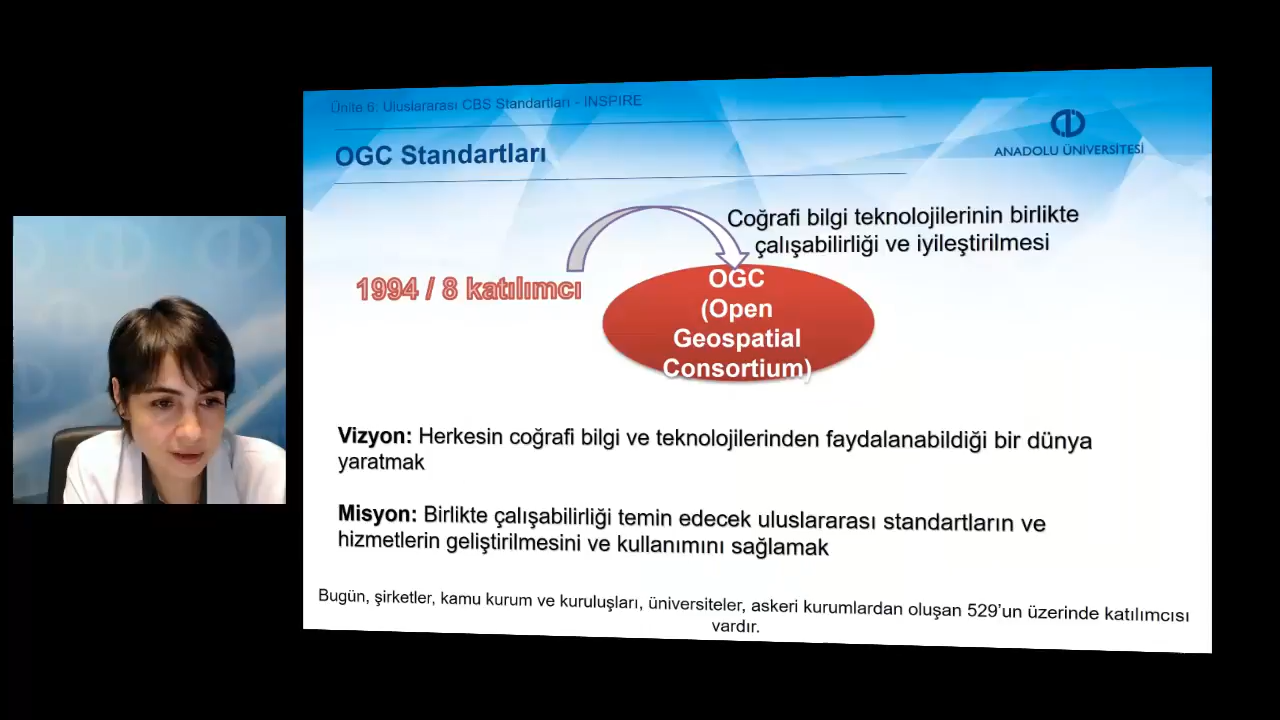 Ünite 6: Uluslararası CBS Standartları - INSPIRE
OGC Standartları
ANADOLU ÜNİVERSİTESİ
Coğrafi bilgi teknolojilerinin birlikte
çalışabilirliği ve iyileştirilmesi
1994 / 8 katılımcı
OGC
(Open
Geospatial
Consortium)
Vizyon: Herkesin coğrafi bilgi ve teknolojilerinden faydalanabildiği bir dünya
yaratmak
Misyon: Birlikte çalışabilirliği temin edecek uluslararası standartların ve
hizmetlerin geliştirilmesini ve kullanımını sağlamak
Bugün, şirketler, kamu kurum ve kuruluşları, üniversiteler, askeri kurumlardan oluşan 529’un üzerinde katılımcısı
vardır.